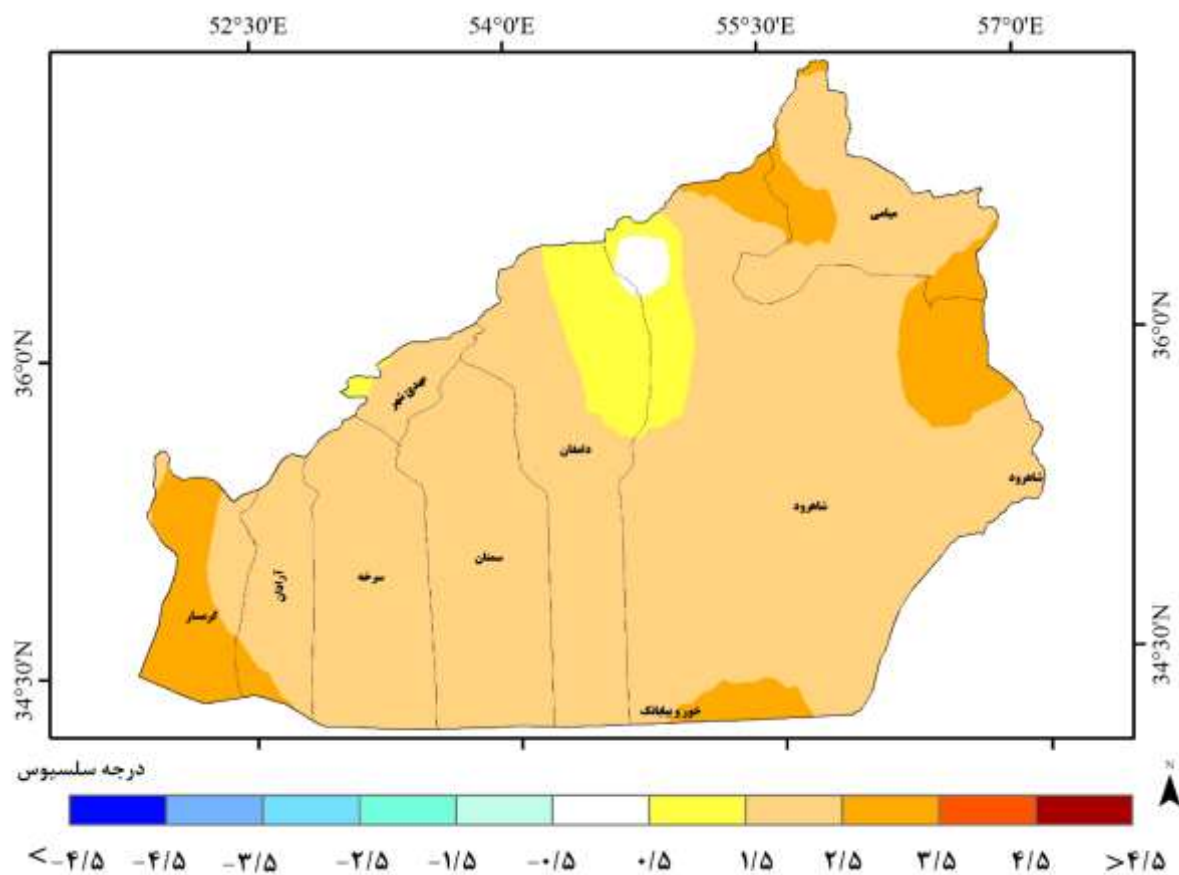 52°30'E 54°0'E 55°30'E 57°0'E
36°0'N
36°0'N
34°30'N
34°30'N
میامی
مهدی شهر
دامغان
شاهرود
شاهرود
سمنان
سرخه
آرادان
گرمسار
خور و بیابانک
درجه سلسیوس
N
<-۴/۵ -۴/۵ -۳/۵ -۲/۵ -۱/۵ -۰/۵ ۰/۵ ۱/۵ ۲/۵ ۳/۵ ۴/۵ >۴/۵